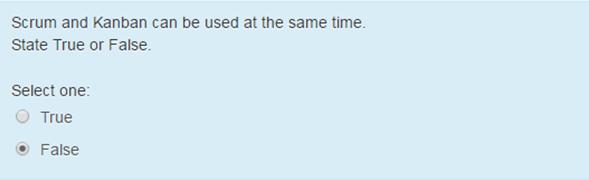 Scrum and Kanban can be used at the same time.
State True or False.
Select one:
True
False